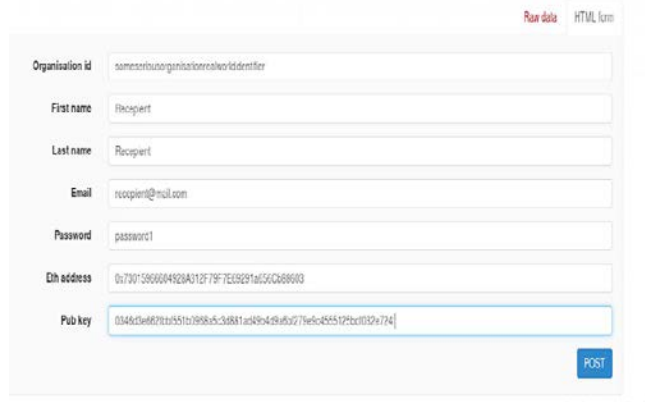 Raw data HTML form
Organisation id someseriousorganisationrealworldidentifier
First name Recepient
Last name Recepient
Email recepient@mail.com
Password password1
Eth address
Pub key
POST